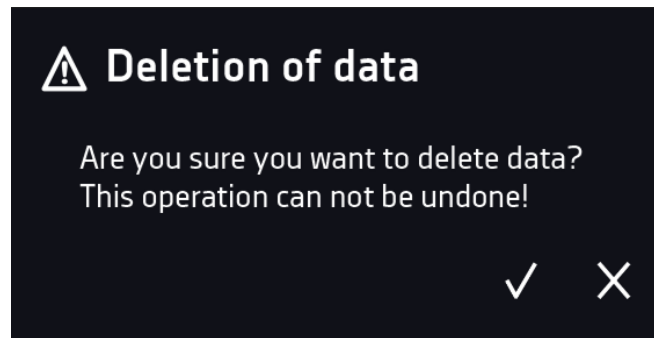 Deletion of data
Are you sure you want to delete data?
This operation can not be undone!